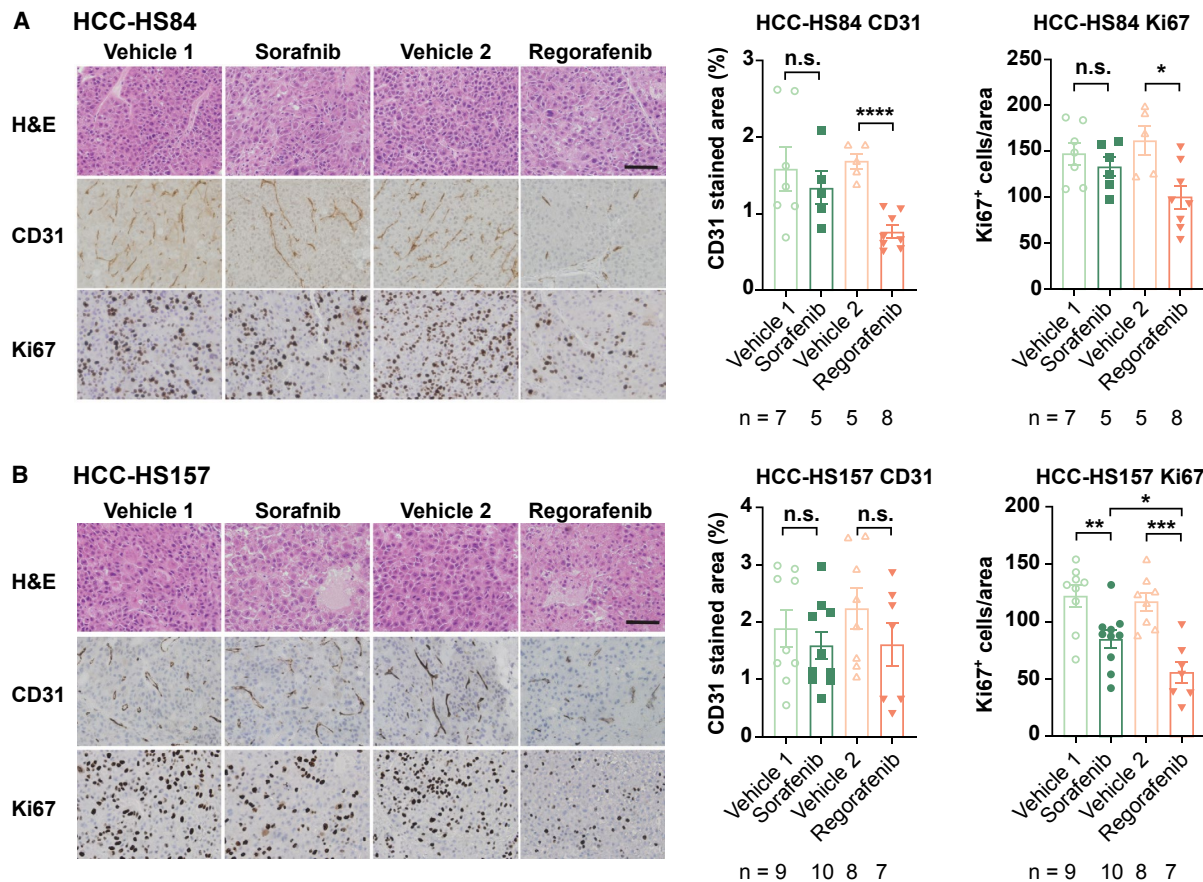 A HCC-HS84
Vehicle 1 Sorafnib Vehicle 2 Regorafenib
H&E
CD31
Ki67
HCC-HS84 CD31
CD31 stained area (%)
3
2
1
0
n.s.
****
Vehicle 1
Sorafenib
Vehicle 2
Regorafenib
n = 7 5 5 8
HCC-HS84 Ki67
Ki67+ cells/area
250
200
150
100
50
0
n.s.
*
Vehicle 1
Sorafenib
Vehicle 2
Regorafenib
n = 7 5 5 8
B HCC-HS157
Vehicle 1 Sorafnib Vehicle 2 Regorafenib
H&E
CD31
Ki67
HCC-HS157 CD31
CD31 stained area (%)
4
3
2
1
0
n.s.
n.s.
Vehicle 1
Sorafenib
Vehicle 2
Regorafenib
n = 9 10 8 7
HCC-HS157 Ki67
Ki67+ cells/area
200
150
100
50
0
*
**
***
Vehicle 1
Sorafenib
Vehicle 2
Regorafenib
n = 9 10 8 7